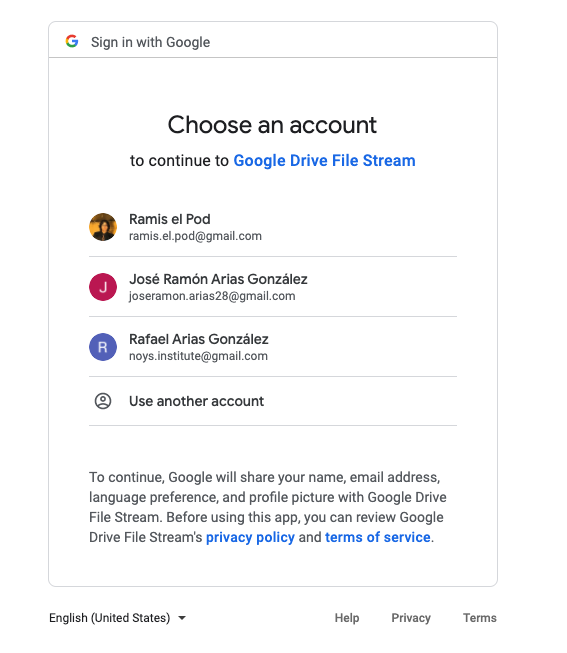 Sign in with Google
Choose an account
to continue to Google Drive File Stream
Ramis el Pod
ramis.el.pod@gmail.com
J
José Ramón Arias González
joseramon.arias28@gmail.com
R
Rafael Arias González
noys.institute@gmail.com
Use another account
To continue, Google will share your name, email address,
language preference, and profile picture with Google Drive
File Stream. Before using this app, you can review Google
Drive File Stream's privacy policy and terms of service.
English (United States) Help Privacy Terms